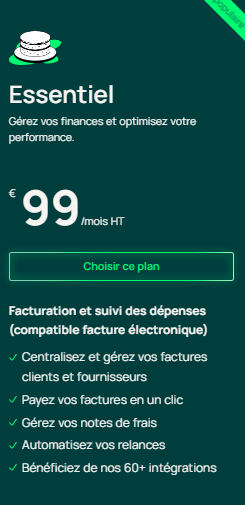 populaire
Essentiel
Gérez vos finances et optimisez votre
performance.
€ 99 /mois HT
Choisir ce plan
Facturation et suivi des dépenses
(compatible facture électronique)
✓ Centralisez et gérez vos factures
clients et fournisseurs
✓ Payez vos factures en un clic
✓ Gérez vos notes de frais
✓ Automatisez vos relances
✓ Bénéficiez de nos 60+ intégrations